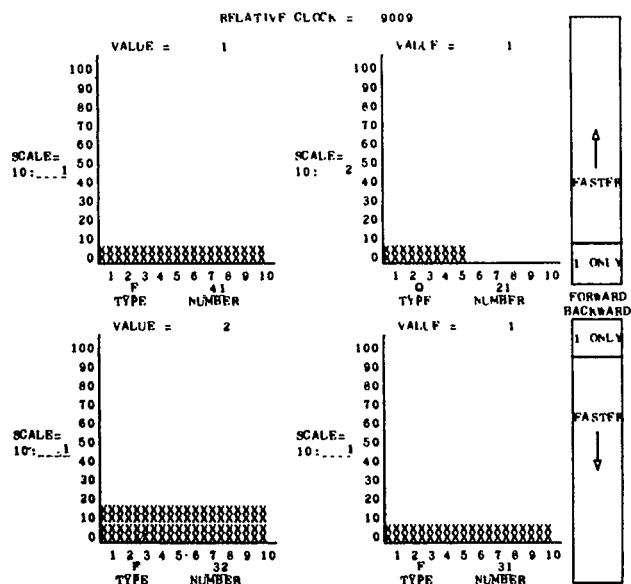 RELATIVE CLOCK = 9009
VALUE = 1
100
90
80
70
60
50
40
30
20
10
0
SCALE=
10:___1
1 2 3 4 5 6 7 8 9 10
F 41
TYPE NUMBER
VALUE = 1
100
90
80
70
60
50
40
30
20
10
0
SCALE=
10: 2
1 2 3 4 5 6 7 8 9 10
Q 21
TYPE NUMBER
FASTER
1 ONLY
FORWARD
BACKWARD
1 ONLY
FASTER
VALUE = 2
100
90
80
70
60
50
40
30
20
10
0
SCALE=
10:___1
1 2 3 4 5 6 7 8 9 10
F 32
TYPE NUMBER
VALUE = 1
100
90
80
70
60
50
40
30
20
10
0
SCALE=
10:___1
1 2 3 4 5 6 7 8 9 10
F 31
TYPE NUMBER